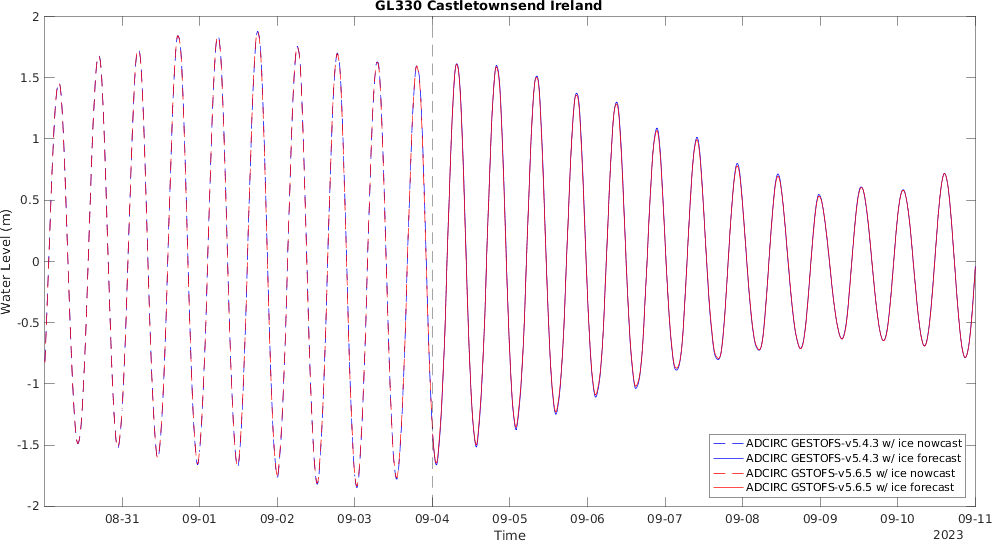 GL330 Castletownsend Ireland
2
1.5
1
0.5
0
-0.5
-1
-1.5
-2
Water Level (m)
ADCIRC GESTOFS-v5.4.3 w/ ice nowcast
ADCIRC GESTOFS-v5.4.3 w/ ice forecast
ADCIRC GSTOFS-v5.6.5 w/ ice nowcast
ADCIRC GSTOFS-v5.6.5 w/ ice forecast
08-31 09-01 09-02 09-03 09-04 09-05 09-06 09-07 09-08 09-09 09-10 09-11
Time
2023